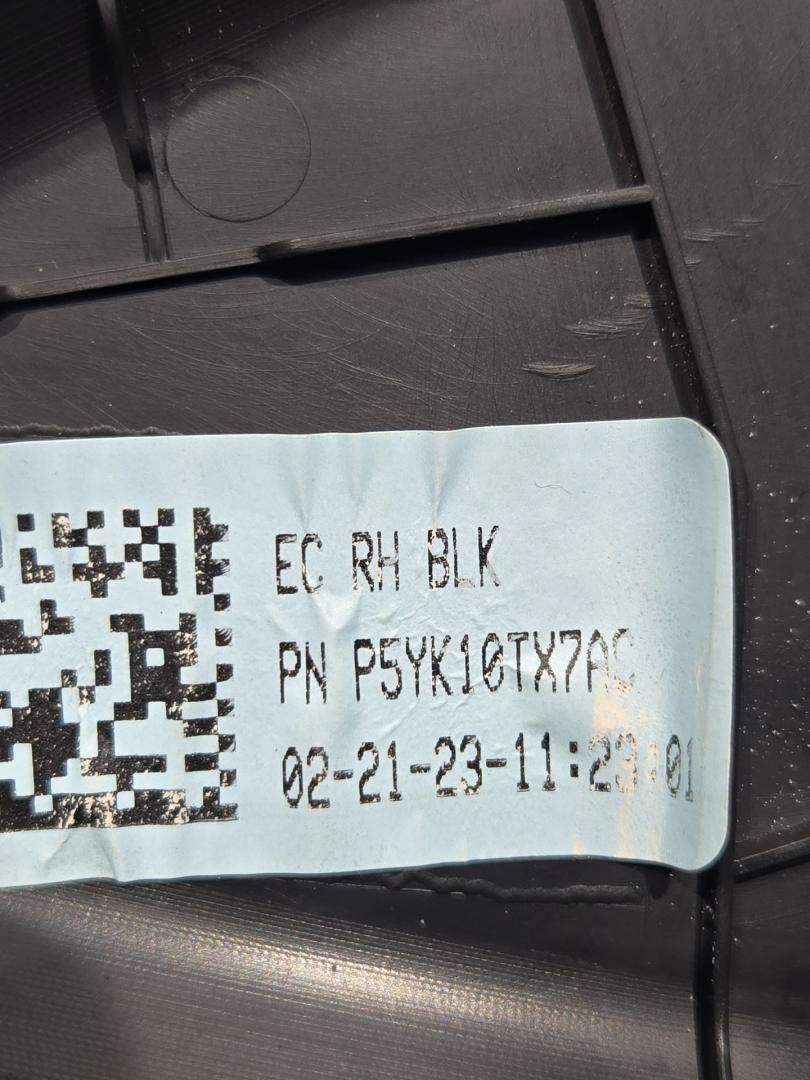 EC RH BLK
PN P5YK10TX7AC
02-21-23-11:23:01